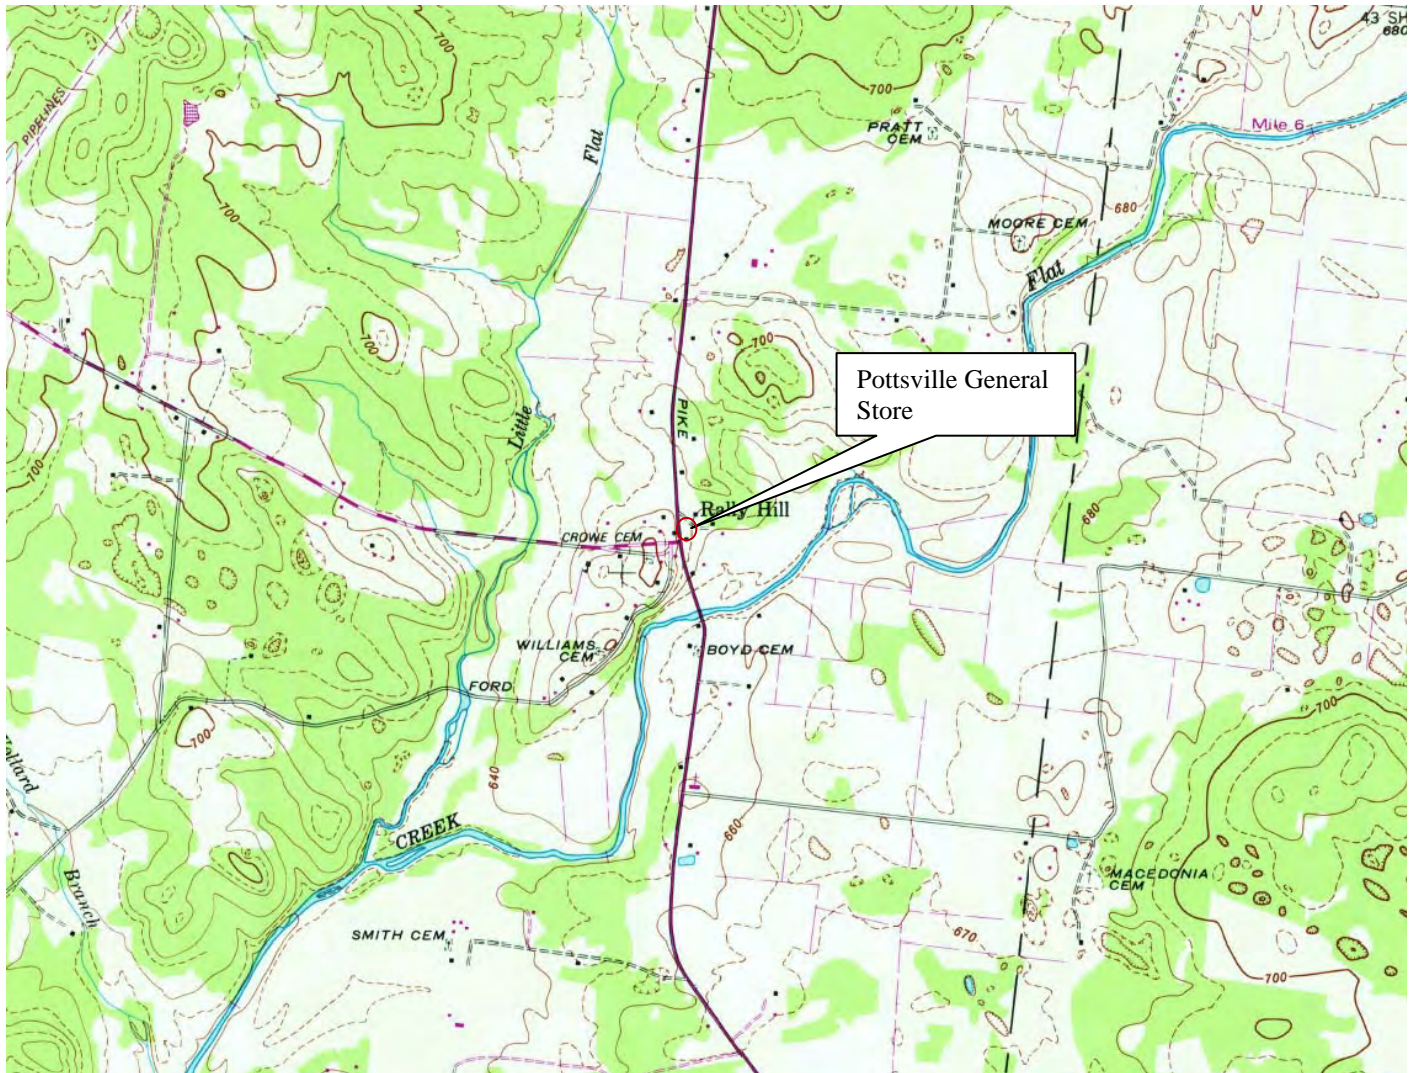 43 SH
680
700
700
PIPELINES
Flat
PRATT
CEM
Mile 6
700
680
MOORE CEM
Flat
700
700
Pottsville General
Store
PIKE
Little
700
Rally Hill
680
CROWE CEM
WILLIAMS
CEM
BOYD CEM
FORD
700
700
640
CREEK
660
Branch
MACEDONIA
CEM
SMITH CEM
670
700